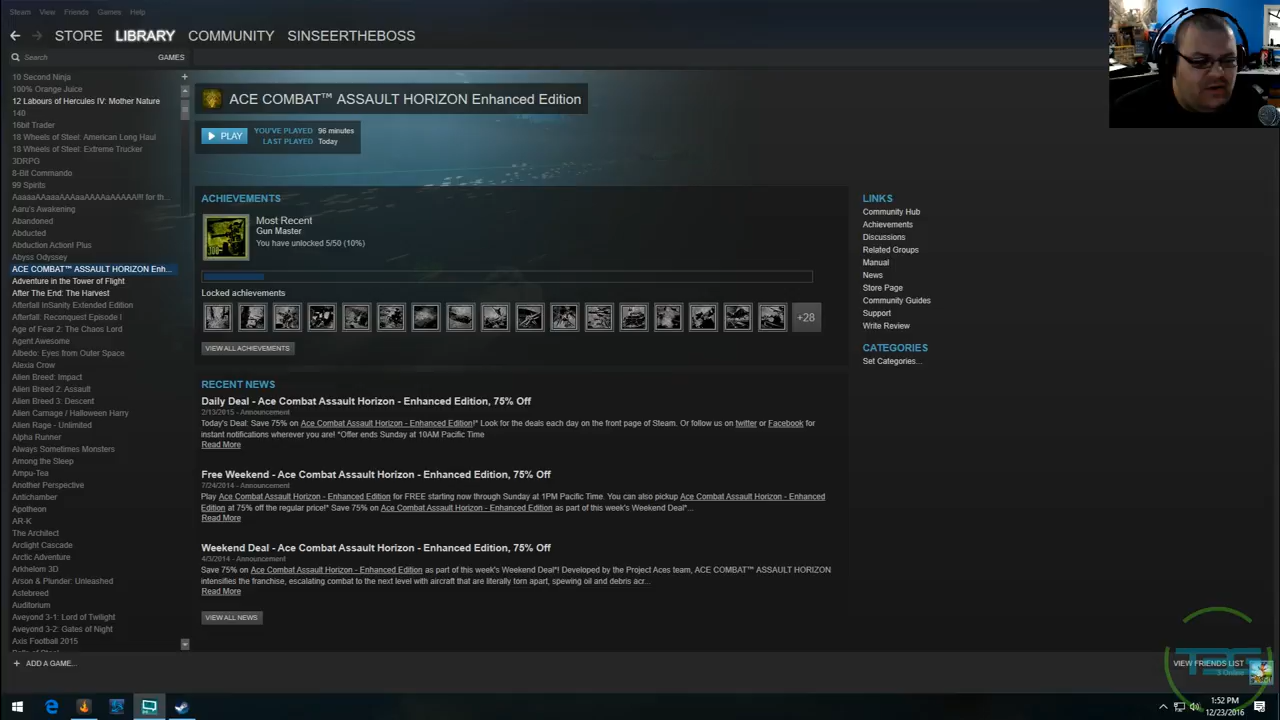 Steam View Friends Games Help
STORE LIBRARY COMMUNITY SINSEERTHEBOSS
Search GAMES
10 Second Ninja
100% Orange Juice
12 Labours of Hercules IV: Mother Nature
140
16bit Trader
18 Wheels of Steel: American Long Haul
18 Wheels of Steel: Extreme Trucker
3DRPG
8-Bit Commando
99 Spirits
AaaaaAAaaaAAAaaAAAAaAAAAA!!! for th...
Aaru's Awakening
Abandoned
Abducted
Abduction Action! Plus
Abyss Odyssey
ACE COMBAT™ ASSAULT HORIZON Enh...
Adventure in the Tower of Flight
After The End: The Harvest
Afterfall InSanity Extended Edition
Afterfall: Reconquest Episode I
Age of Fear 2: The Chaos Lord
Agent Awesome
Albedo: Eyes from Outer Space
Alexia Crow
Alien Breed: Impact
Alien Breed 2: Assault
Alien Breed 3: Descent
Alien Carnage / Halloween Harry
Alien Rage - Unlimited
Alpha Runner
Always Sometimes Monsters
Among the Sleep
Ampu-Tea
Another Perspective
Antichamber
Apotheon
AR-K
The Architect
Arclight Cascade
Arctic Adventure
Arkhelom 3D
Arson & Plunder: Unleashed
Astebreed
Auditorium
Aveyond 3-1: Lord of Twilight
Aveyond 3-2: Gates of Night
Axis Football 2015
+ ADD A GAME...
ACE COMBAT™ ASSAULT HORIZON Enhanced Edition
PLAY
YOU'VE PLAYED 96 minutes
LAST PLAYED Today
ACHIEVEMENTS
Most Recent
Gun Master
You have unlocked 5/50 (10%)
Locked achievements
+28
VIEW ALL ACHIEVEMENTS
RECENT NEWS
Daily Deal - Ace Combat Assault Horizon - Enhanced Edition, 75% Off
2/13/2015 - Announcement
Today's Deal: Save 75% on Ace Combat Assault Horizon - Enhanced Edition!* Look for the deals each day on the front page of Steam. Or follow us on twitter or Facebook for
instant notifications wherever you are! *Offer ends Sunday at 10AM Pacific Time
Read More
Free Weekend - Ace Combat Assault Horizon - Enhanced Edition, 75% Off
7/24/2014 - Announcement
Play Ace Combat Assault Horizon - Enhanced Edition for FREE starting now through Sunday at 1PM Pacific Time. You can also pickup Ace Combat Assault Horizon - Enhanced
Edition at 75% off the regular price!* Save 75% on Ace Combat Assault Horizon - Enhanced Edition as part of this week's Weekend Deal*...
Read More
Weekend Deal - Ace Combat Assault Horizon - Enhanced Edition, 75% Off
4/3/2014 - Announcement
Save 75% on Ace Combat Assault Horizon - Enhanced Edition as part of this week's Weekend Deal*! Developed by the Project Aces team, ACE COMBAT™ ASSAULT HORIZON
intensifies the franchise, escalating combat to the next level with aircraft that are literally torn apart, spewing oil and debris acr...
Read More
VIEW ALL NEWS
LINKS
Community Hub
Achievements
Discussions
Related Groups
Manual
News
Store Page
Community Guides
Support
Write Review
CATEGORIES
Set Categories...
VIEW FRIENDS LIST
3 Online
1:52 PM
12/23/2016